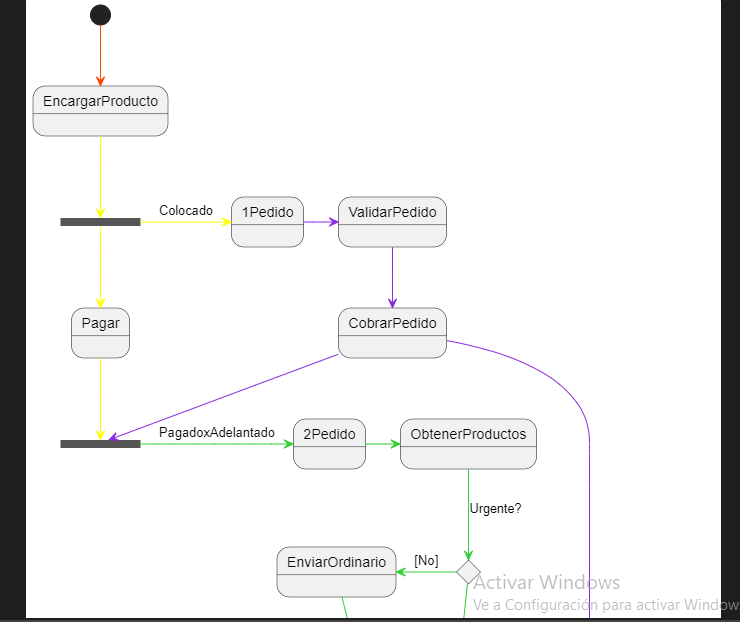 EncargarProducto
Colocado
1Pedido
ValidarPedido
Pagar
CobrarPedido
PagadoxAdelantado
2Pedido
ObtenerProductos
Urgente?
EnviarOrdinario
[No]
Activar Windows
Ve a Configuración para activar Window